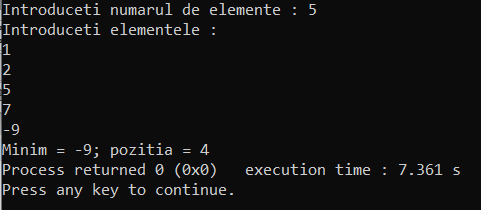 Introduceti numarul de elemente : 5
Introduceti elementele :
1
2
5
7
-9
Minim = -9; pozitia = 4
Process returned 0 (0x0)   execution time : 7.361 s
Press any key to continue.